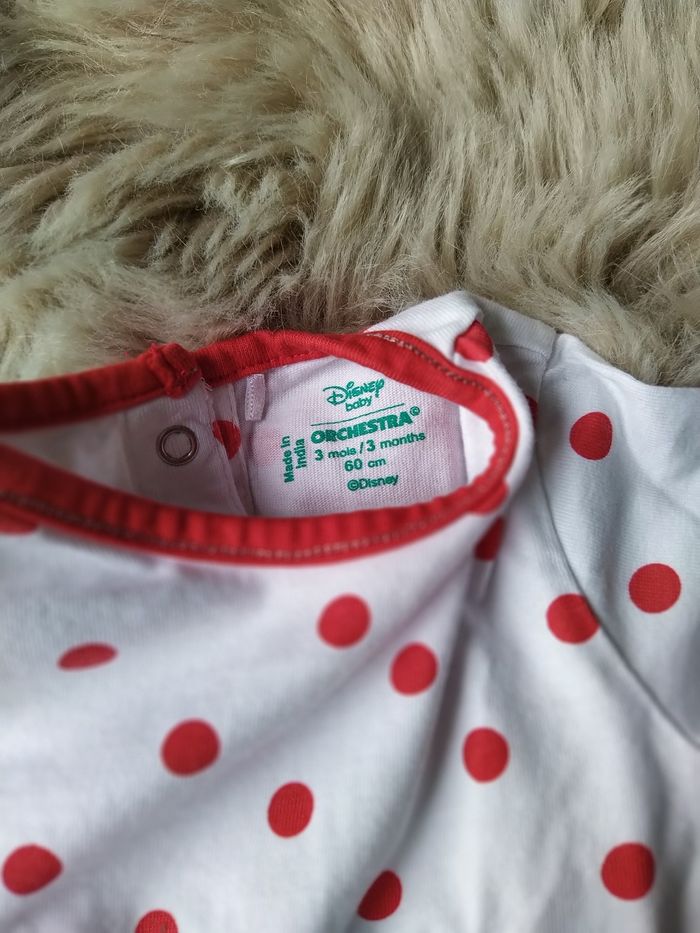 Disney
baby
ORCHESTRA©
3 mois / 3 months
60 cm
©Disney
Made in
India